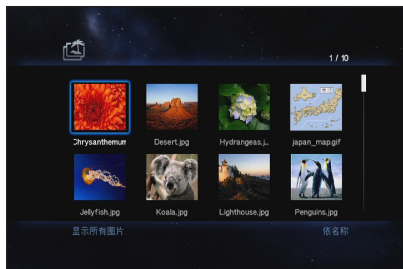 1 / 10
Chrysanthemum
Desert.jpg
Hydrangeas.j..
japan_map.gif
Jellyfish.jpg
Koala.jpg
Lighthouse.jpg
Penguins.jpg
显示所有图片
依名称